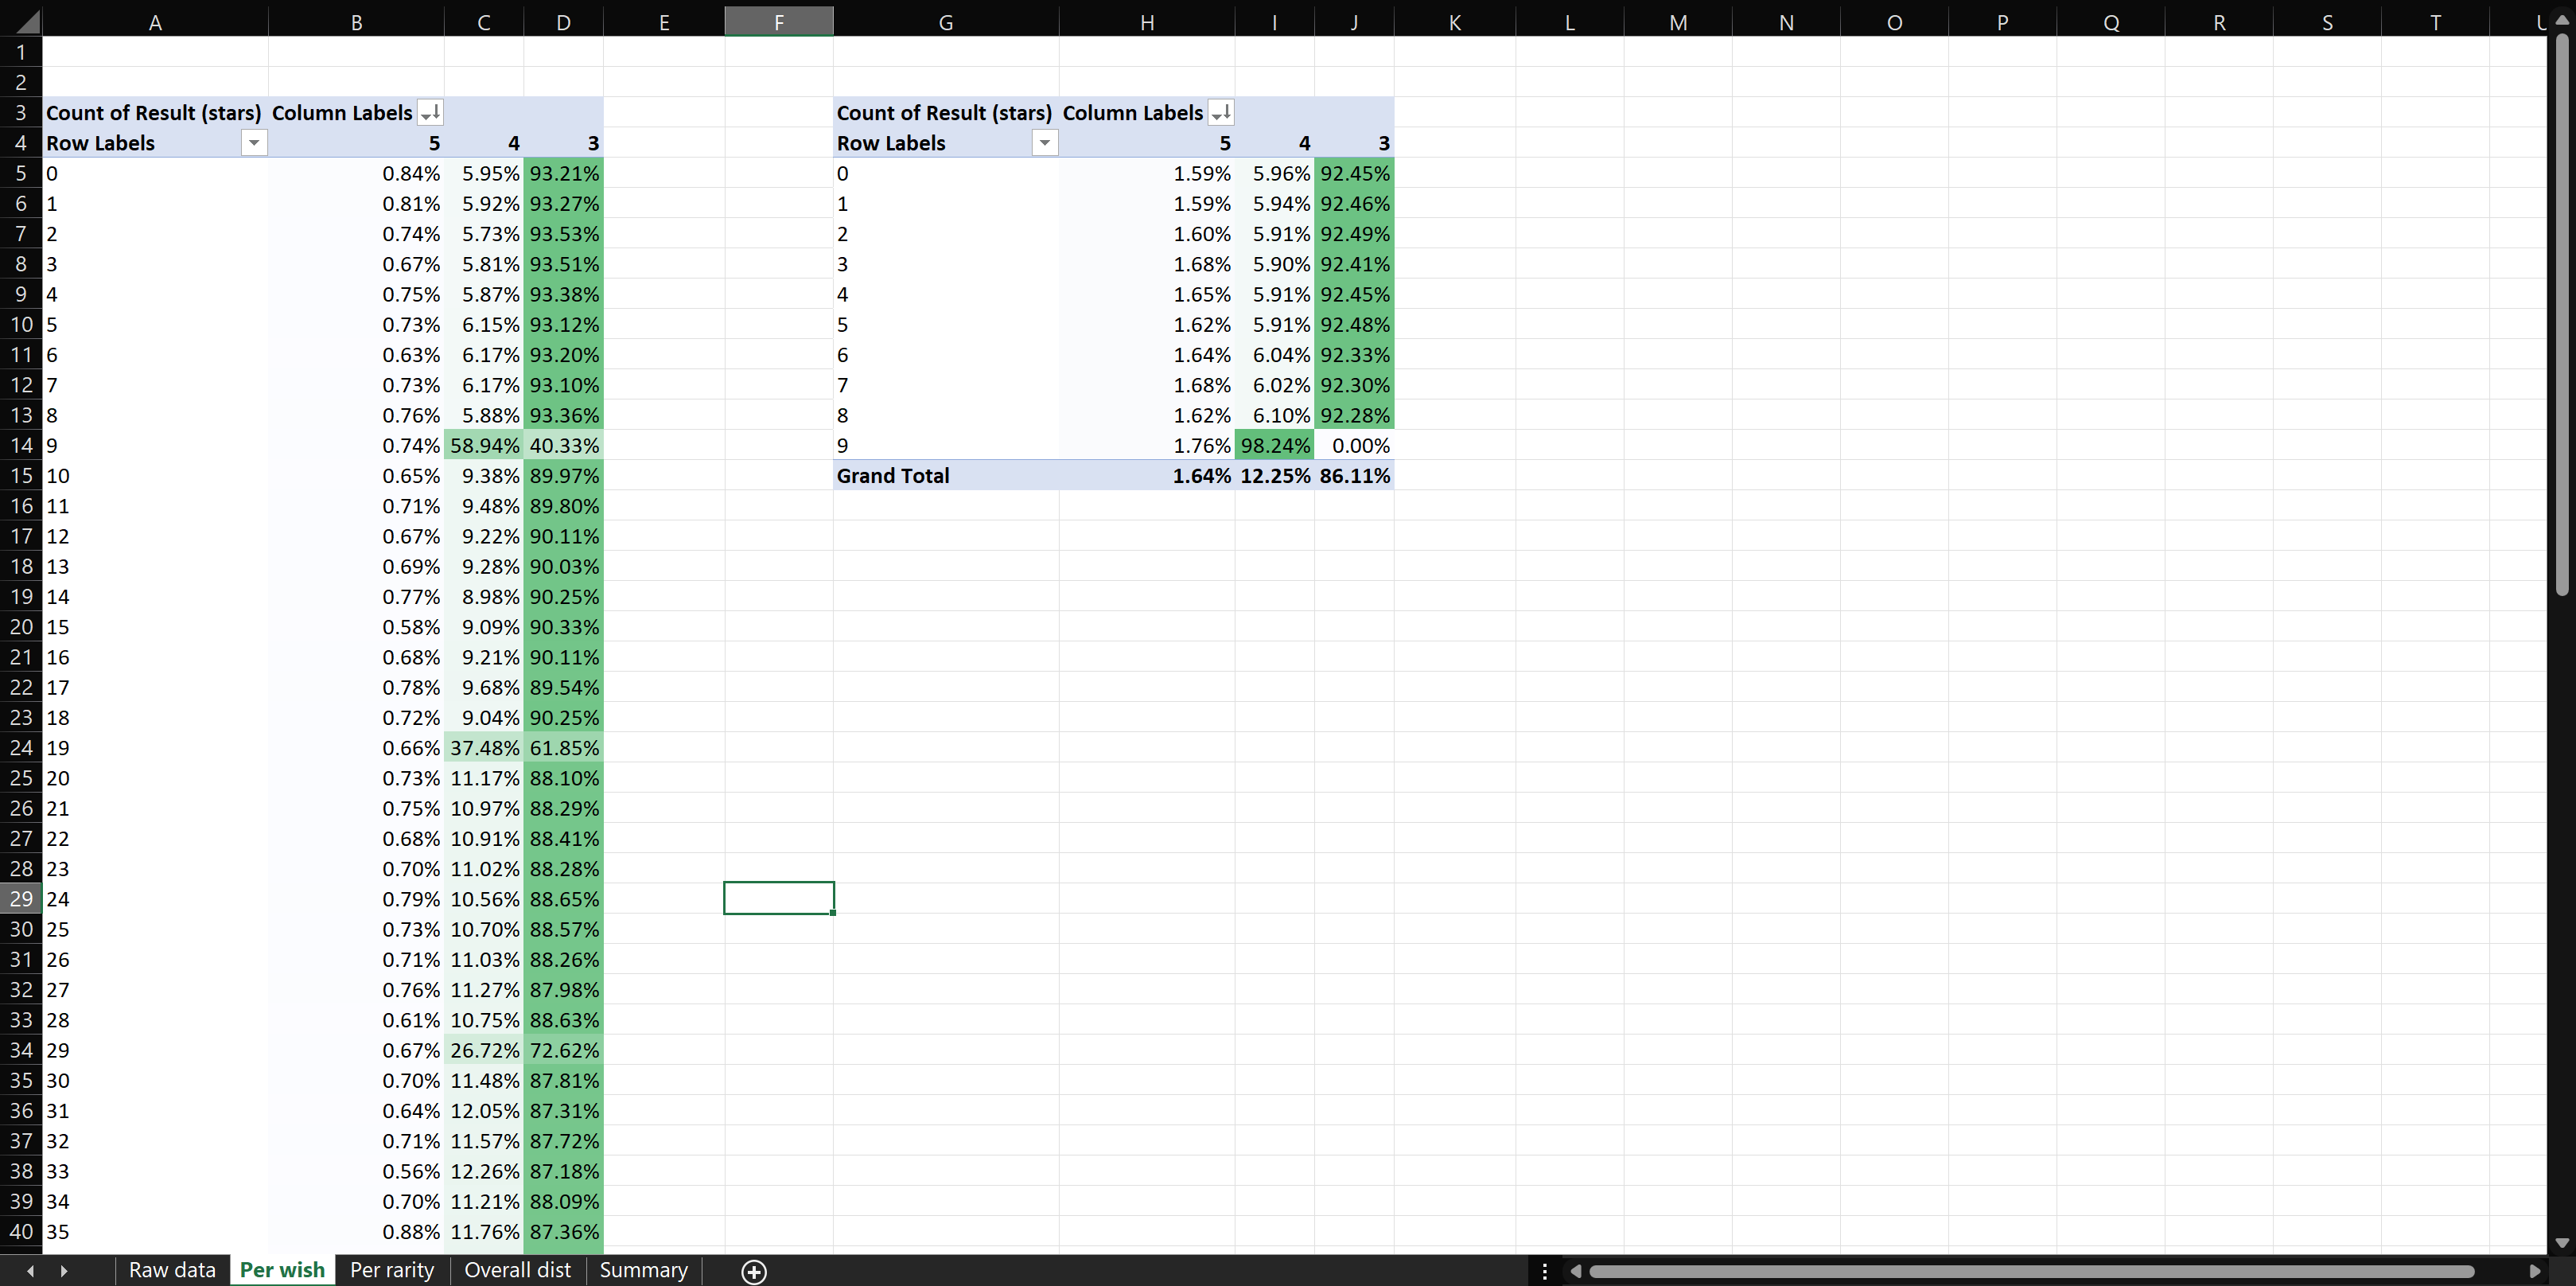 A B C D E F G H I J K L M N O P Q R S T U
1
2
3 Count of Result (stars) Column Labels Count of Result (stars) Column Labels
4 Row Labels 5 4 3 Row Labels 5 4 3
5 0 0.84% 5.95% 93.21% 0 1.59% 5.96% 92.45%
6 1 0.81% 5.92% 93.27% 1 1.59% 5.94% 92.46%
7 2 0.74% 5.73% 93.53% 2 1.60% 5.91% 92.49%
8 3 0.67% 5.81% 93.51% 3 1.68% 5.90% 92.41%
9 4 0.75% 5.87% 93.38% 4 1.65% 5.91% 92.45%
10 5 0.73% 6.15% 93.12% 5 1.62% 5.91% 92.48%
11 6 0.63% 6.17% 93.20% 6 1.64% 6.04% 92.33%
12 7 0.73% 6.17% 93.10% 7 1.68% 6.02% 92.30%
13 8 0.76% 5.88% 93.36% 8 1.62% 6.10% 92.28%
14 9 0.74% 58.94% 40.33% 9 1.76% 98.24% 0.00%
15 10 0.65% 9.38% 89.97% Grand Total 1.64% 12.25% 86.11%
16 11 0.71% 9.48% 89.80%
17 12 0.67% 9.22% 90.11%
18 13 0.69% 9.28% 90.03%
19 14 0.77% 8.98% 90.25%
20 15 0.58% 9.09% 90.33%
21 16 0.68% 9.21% 90.11%
22 17 0.78% 9.68% 89.54%
23 18 0.72% 9.04% 90.25%
24 19 0.66% 37.48% 61.85%
25 20 0.73% 11.17% 88.10%
26 21 0.75% 10.97% 88.29%
27 22 0.68% 10.91% 88.41%
28 23 0.70% 11.02% 88.28%
29 24 0.79% 10.56% 88.65%
30 25 0.73% 10.70% 88.57%
31 26 0.71% 11.03% 88.26%
32 27 0.76% 11.27% 87.98%
33 28 0.61% 10.75% 88.63%
34 29 0.67% 26.72% 72.62%
35 30 0.70% 11.48% 87.81%
36 31 0.64% 12.05% 87.31%
37 32 0.71% 11.57% 87.72%
38 33 0.56% 12.26% 87.18%
39 34 0.70% 11.21% 88.09%
40 35 0.88% 11.76% 87.36%
Raw data Per wish Per rarity Overall dist Summary